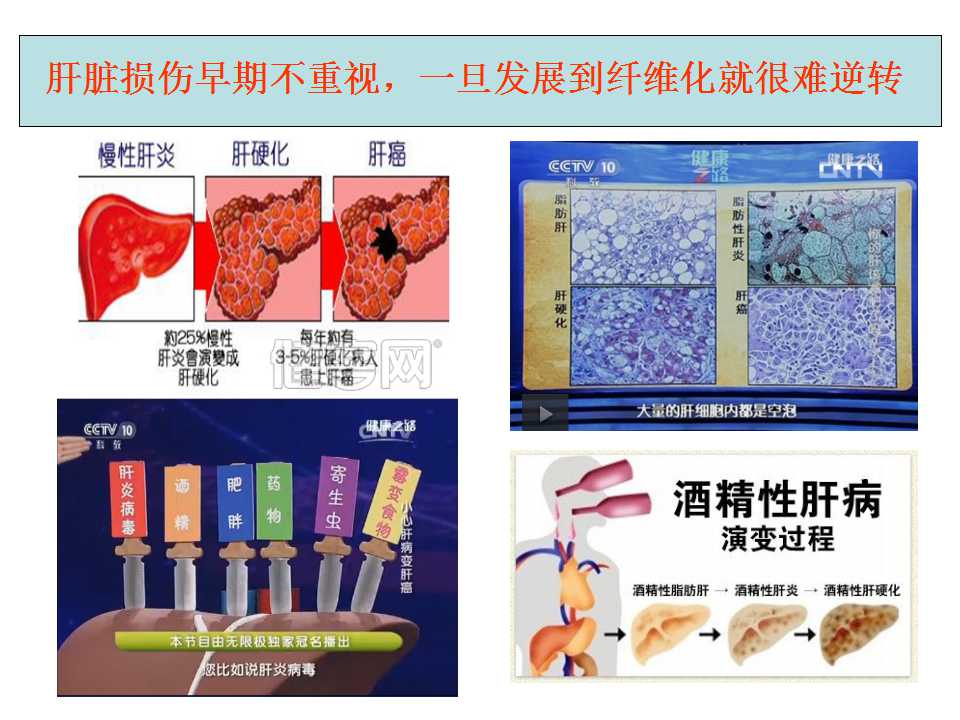 肝脏损伤早期不重视，一旦发展到纤维化就很难逆转
慢性肝炎
肝硬化
肝癌
約25%慢性
肝炎會演變成
肝硬化
每年約有
3-5%肝硬化病人
患上肝癌
CCTV 10
科教
健康之路
健康之路
CNTV
脂肪肝
脂肪性肝炎
肝硬化
肝癌
大量的肝细胞内都是空泡
CCTV 10
科教
健康之路
CNTV
肝炎病毒
酒精
肥胖
药物
寄生虫
霉变食物
小心肝病变肝癌
本节目由无限极独家冠名播出
您比如说肝炎病毒
酒精性肝病
演变过程
酒精性脂肪肝 → 酒精性肝炎 → 酒精性肝硬化